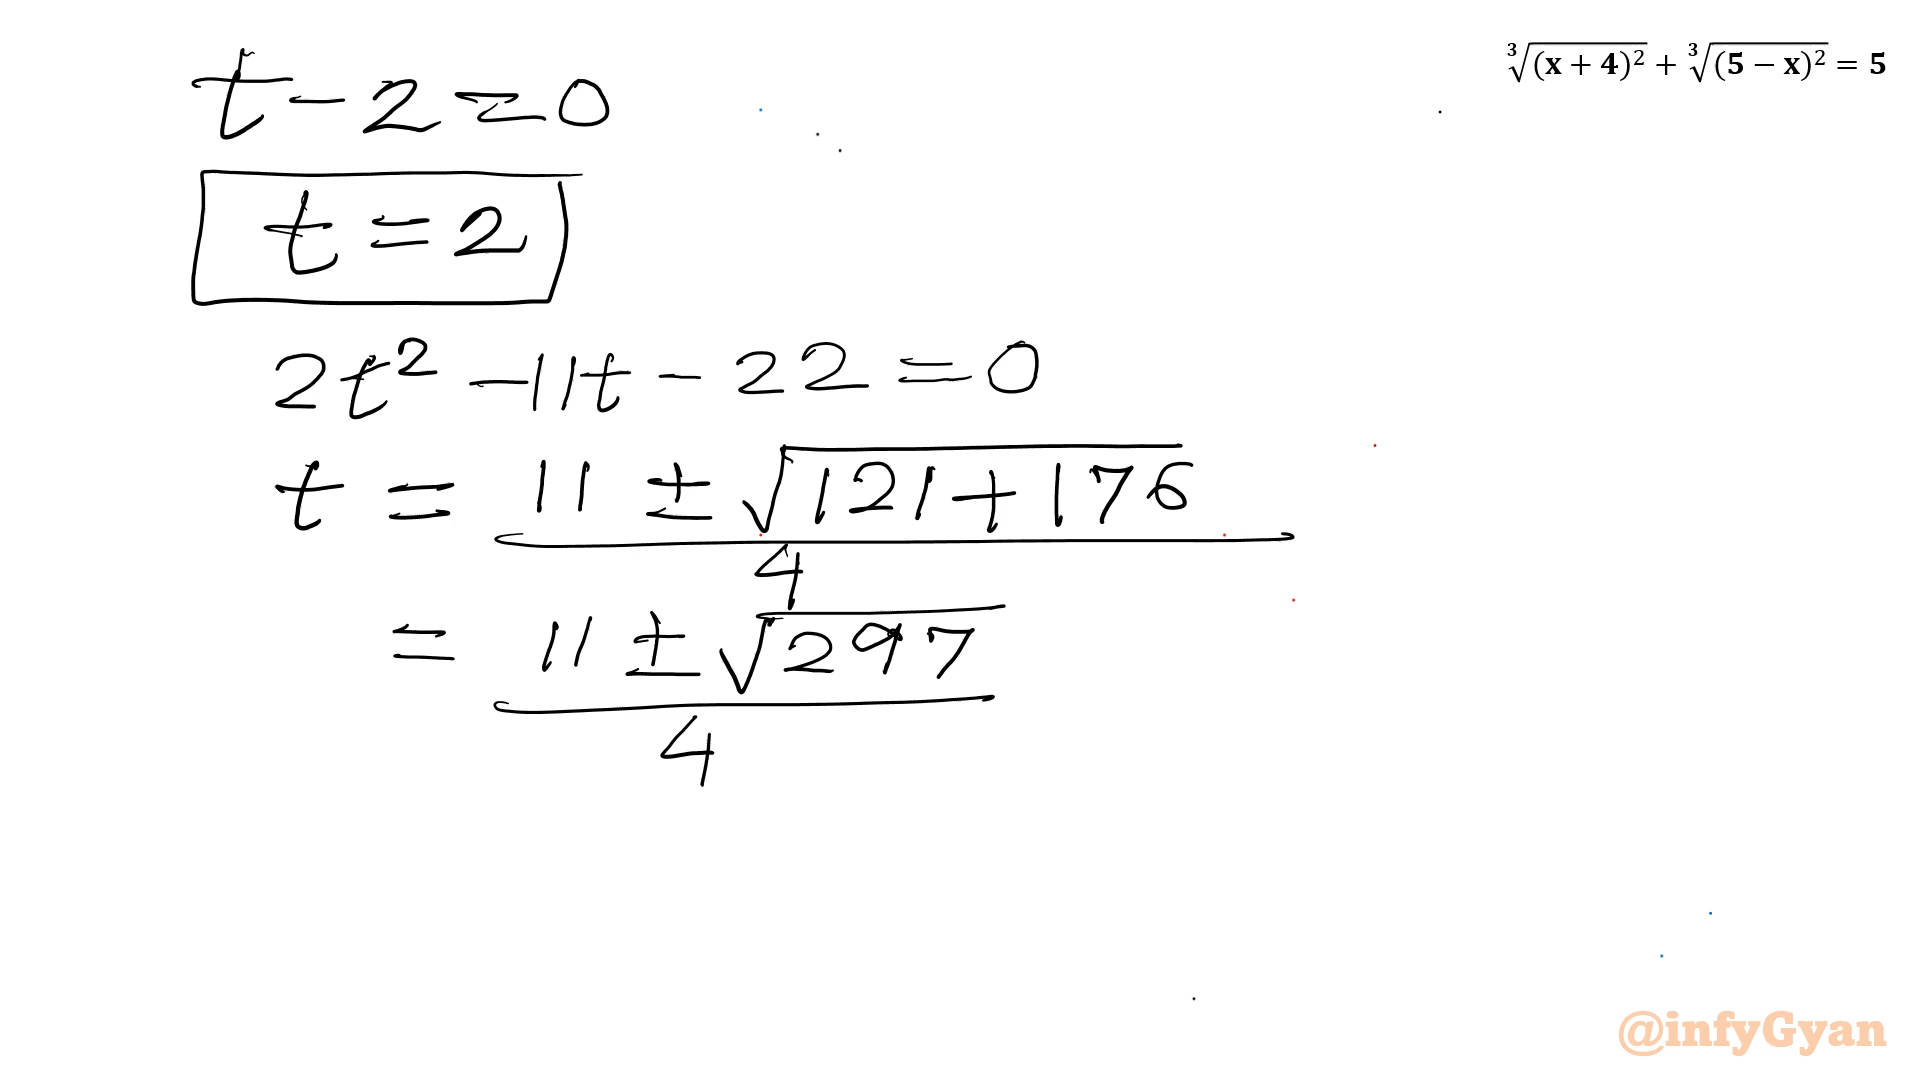 ∛(x + 4)² + ∛(5 − x)² = 5
t - 2 = 0
t = 2
2t² - 11t - 22 = 0
t = (11 ± √(121 + 176))/4
= (11 ± √297)/4
@infyGyan